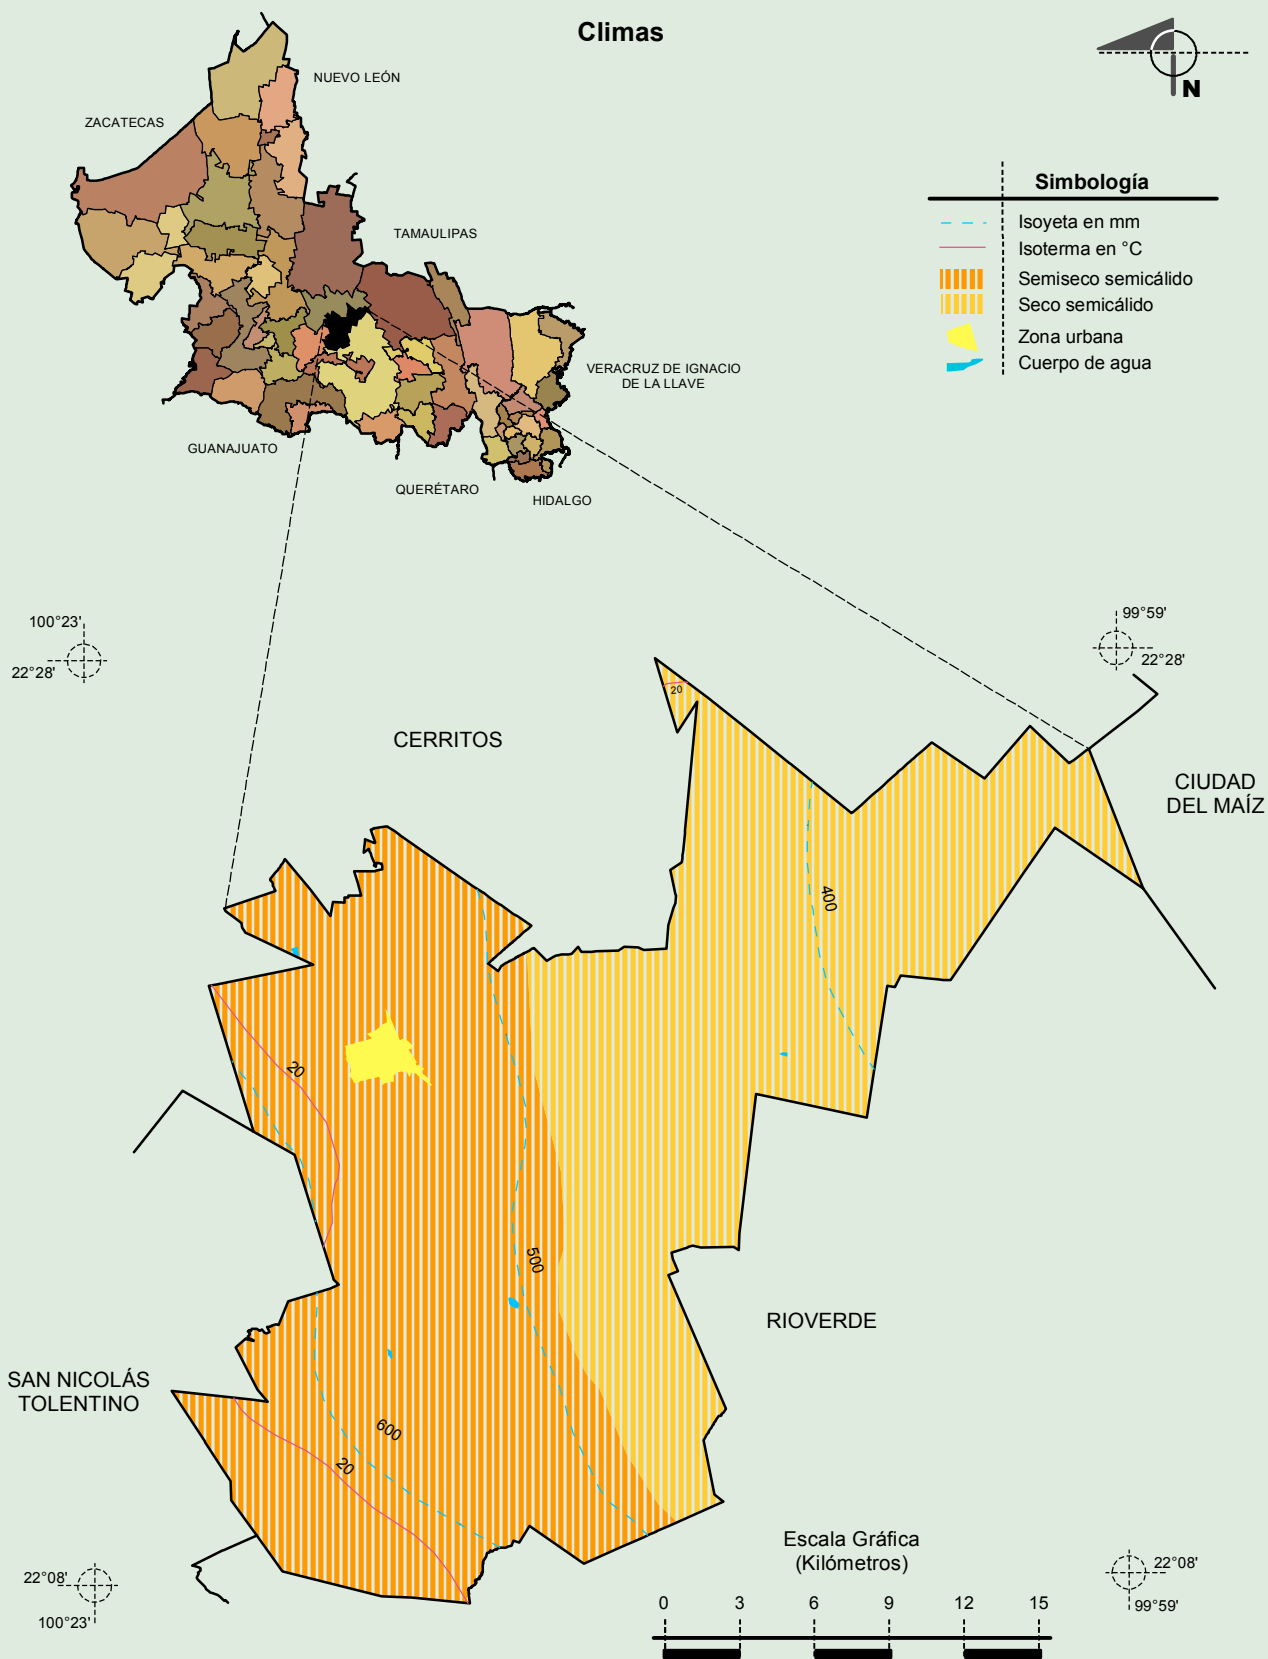 Climas
N
NUEVO LEÓN
ZACATECAS
TAMAULIPAS
VERACRUZ DE IGNACIO
DE LA LLAVE
GUANAJUATO
QUERÉTARO
HIDALGO
Simbología
Isoyeta en mm
Isoterma en °C
Semiseco semicálido
Seco semicálido
Zona urbana
Cuerpo de agua
100°23'
22°28'
99°59'
22°28'
20
CERRITOS
CIUDAD
DEL MAÍZ
400
20
500
RIOVERDE
SAN NICOLÁS
TOLENTINO
600
20
Escala Gráfica
(Kilómetros)
0 3 6 9 12 15
22°08'
100°23'
22°08'
99°59'